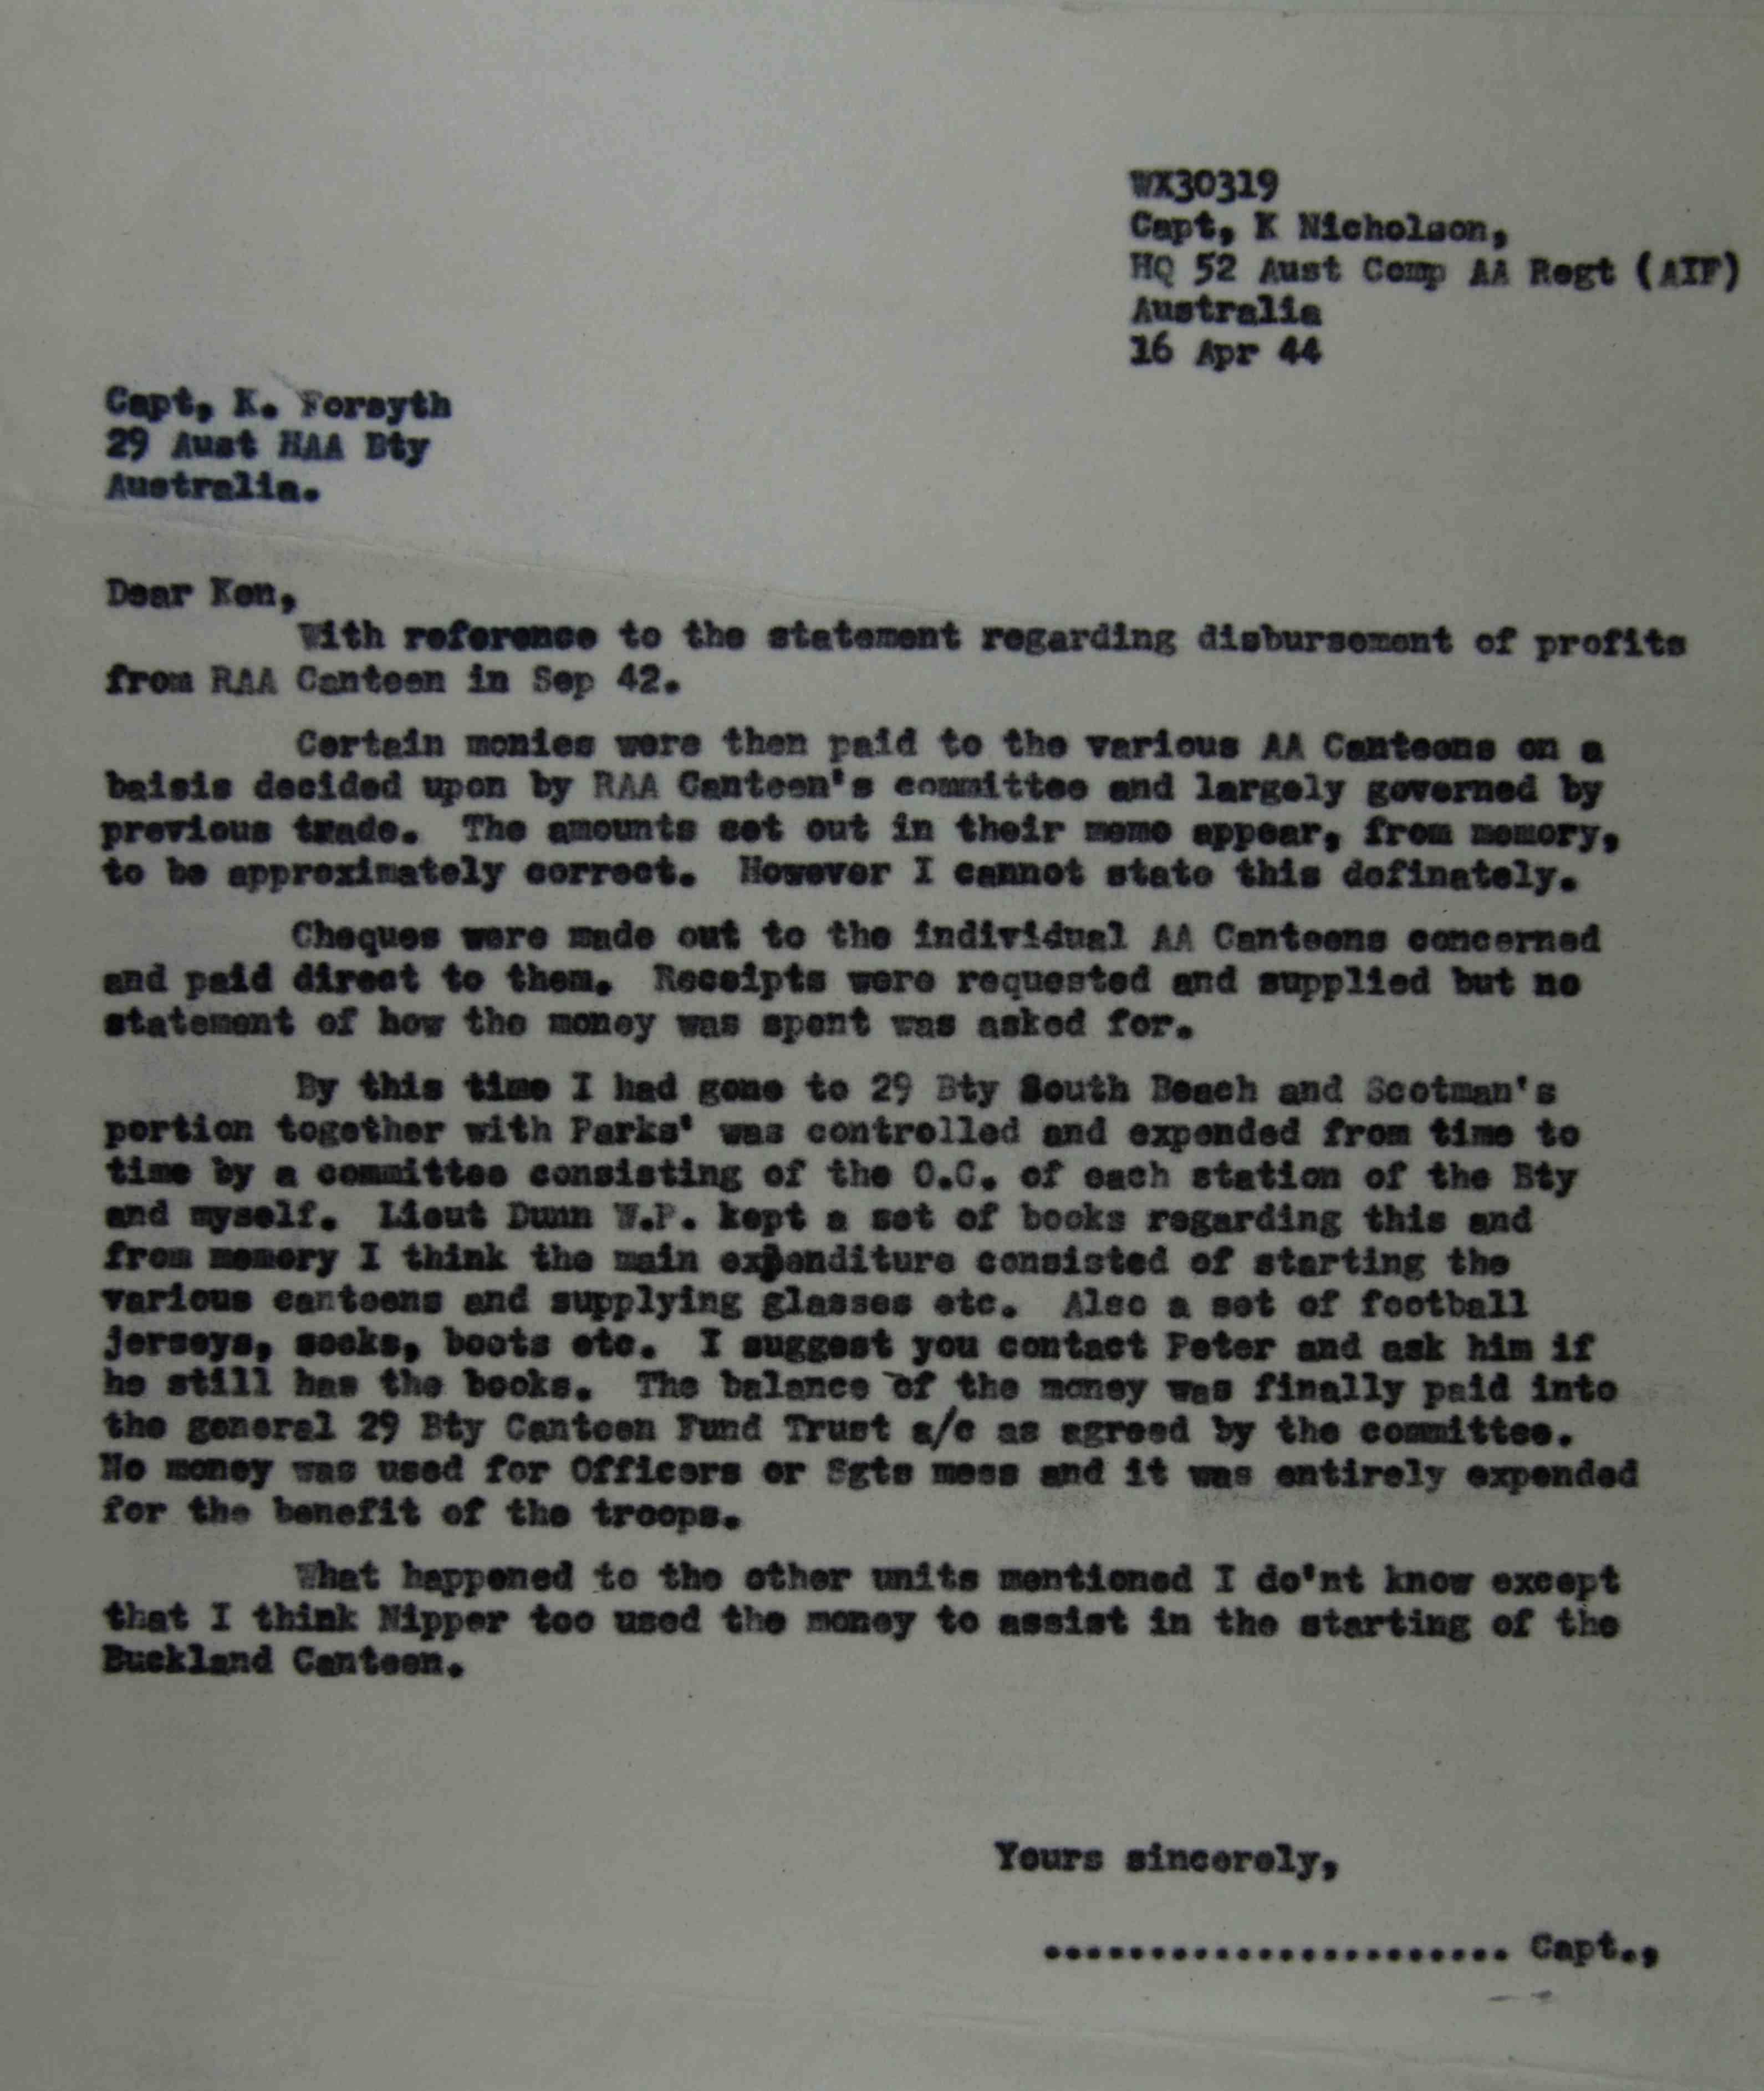 WX30319
Capt, K Nicholson,
HQ 52 Aust Comp AA Regt (AIF)
Australia
16 Apr 44
Capt, K. Forsyth
29 Aust HAA Bty
Australia.
Dear Ken,
With reference to the statement regarding disbursement of profits
from RAA Canteen in Sep 42.
Certain monies were then paid to the various AA Canteens on a
baisis decided upon by RAA Canteen's committee and largely governed by
previous trade. The amounts set out in their memo appear, from memory,
to be approximately correct. However I cannot state this definately.
Cheques were made out to the individual AA Canteens concerned
and paid direct to them. Receipts were requested and supplied but no
statement of how the money was spent was asked for.
By this time I had gone to 29 Bty South Beach and Scotman's
portion together with Parks' was controlled and expended from time to
time by a committee consisting of the O.C. of each station of the Bty
and myself. Lieut Dunn W.P. kept a set of books regarding this and
from memory I think the main expenditure consisted of starting the
various canteens and supplying glasses etc. Also a set of football
jerseys, socks, boots etc. I suggest you contact Peter and ask him if
he still has the books. The balance of the money was finally paid into
the general 29 Bty Canteen Fund Trust a/c as agreed by the committee.
No money was used for Officers or Sgts mess and it was entirely expended
for the benefit of the troops.
What happened to the other units mentioned I do'nt know except
that I think Nipper too used the money to assist in the starting of the
Buckland Canteen.
Yours sincerely,
...................... Capt.,